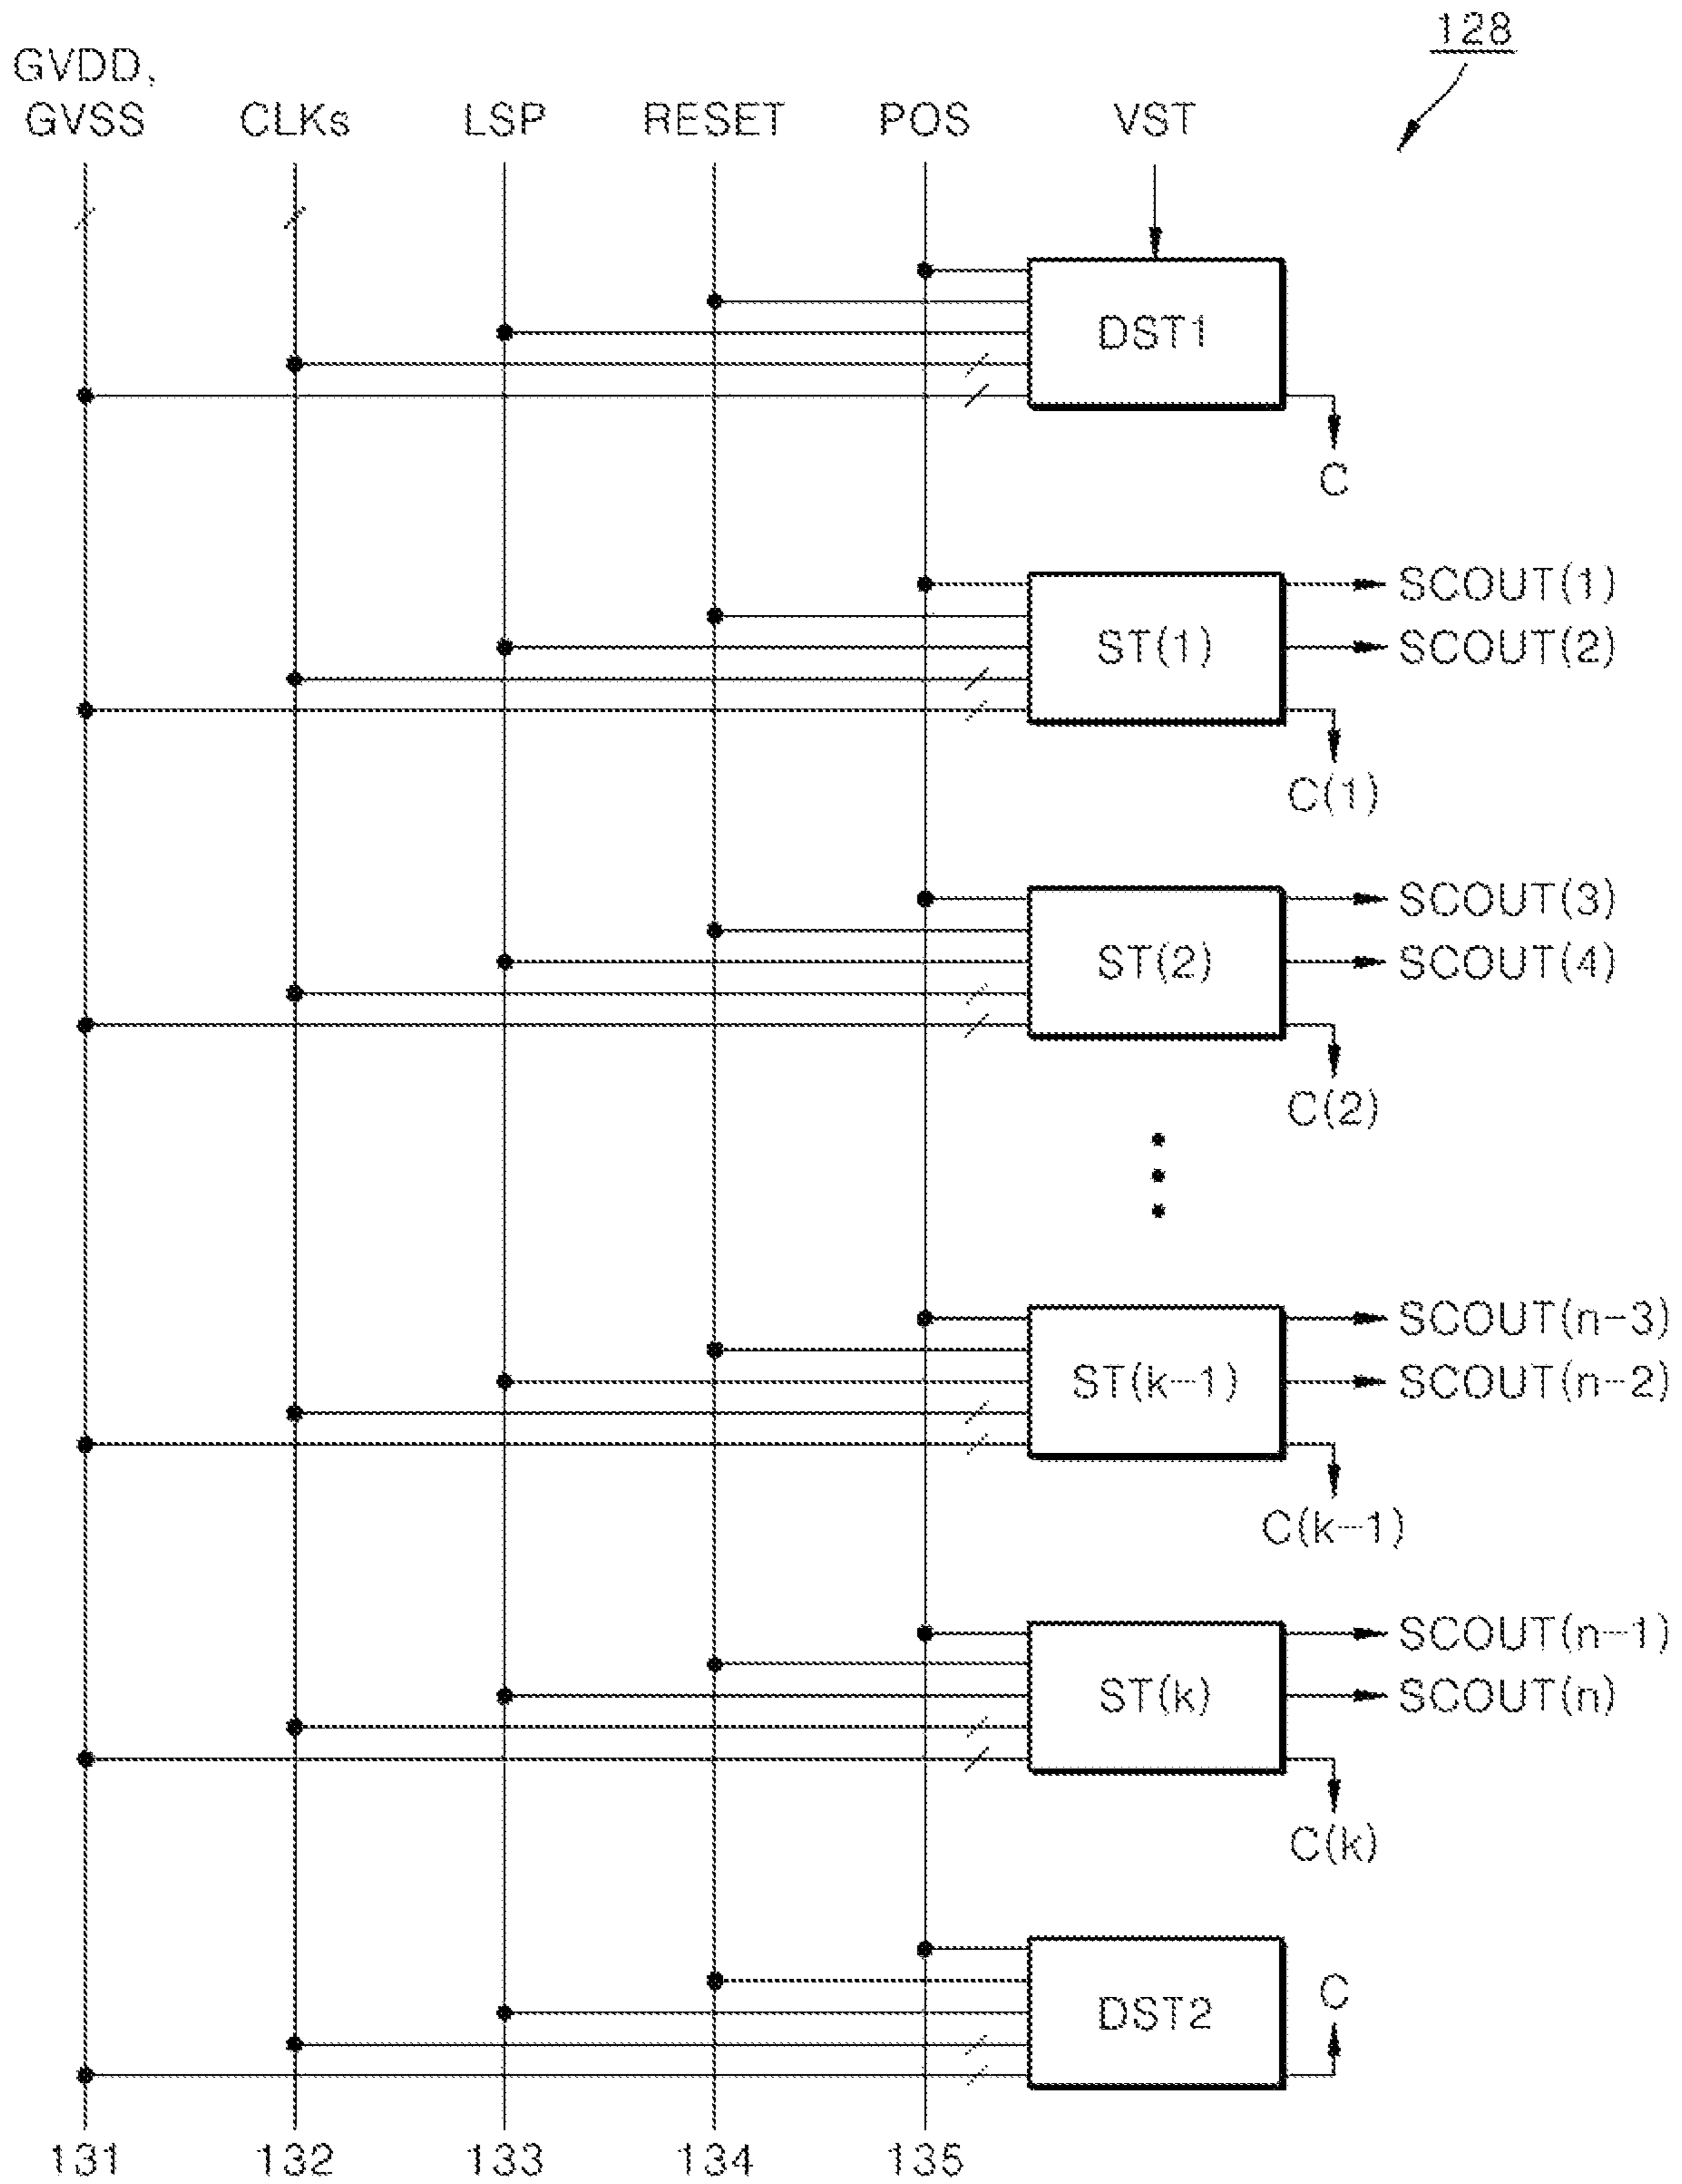 128
GVDD,
GVSS
CLKs
LSP
RESET
POS
VST
DST1
C
ST(1)
SCOUT(1)
SCOUT(2)
C(1)
ST(2)
SCOUT(3)
SCOUT(4)
C(2)
ST(k-1)
SCOUT(n-3)
SCOUT(n-2)
C(k-1)
ST(k)
SCOUT(n-1)
SCOUT(n)
C(k)
DST2
C
131
132
133
134
135